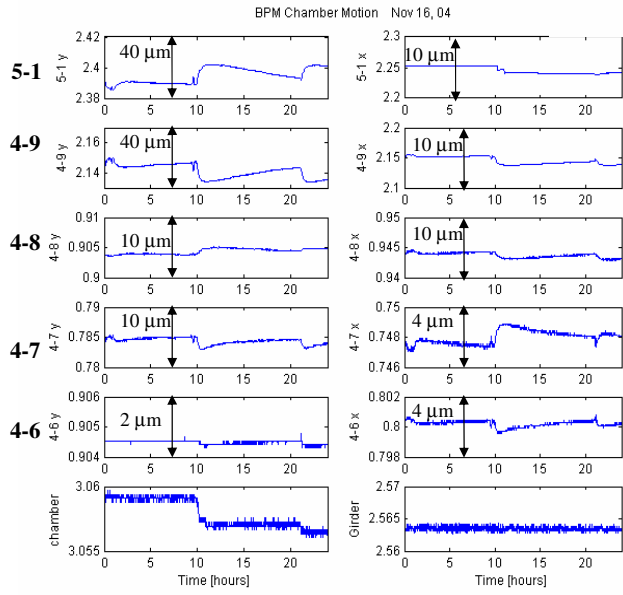 BPM Chamber Motion Nov 16, 04
5-1
5-1 y
2.42
2.4
2.38
40 µm
0 5 10 15 20
5-1 x
2.3
2.25
2.2
10 µm
0 5 10 15 20
4-9
4-9 y
2.16
2.14
40 µm
0 5 10 15 20
4-9 x
2.2
2.15
2.1
10 µm
0 5 10 15 20
4-8
4-8 y
0.91
0.905
0.9
10 µm
0 5 10 15 20
4-8 x
0.95
0.945
0.94
10 µm
0 5 10 15 20
4-7
4-7 y
0.79
0.785
0.78
10 µm
0 5 10 15 20
4-7 x
0.75
0.748
0.746
4 µm
0 5 10 15 20
4-6
4-6 y
0.906
0.905
0.904
2 µm
0 5 10 15 20
4-6 x
0.802
0.8
0.798
4 µm
0 5 10 15 20
chamber
3.06
3.055
0 5 10 15 20
Time [hours]
Girder
2.57
2.565
2.56
0 5 10 15 20
Time [hours]